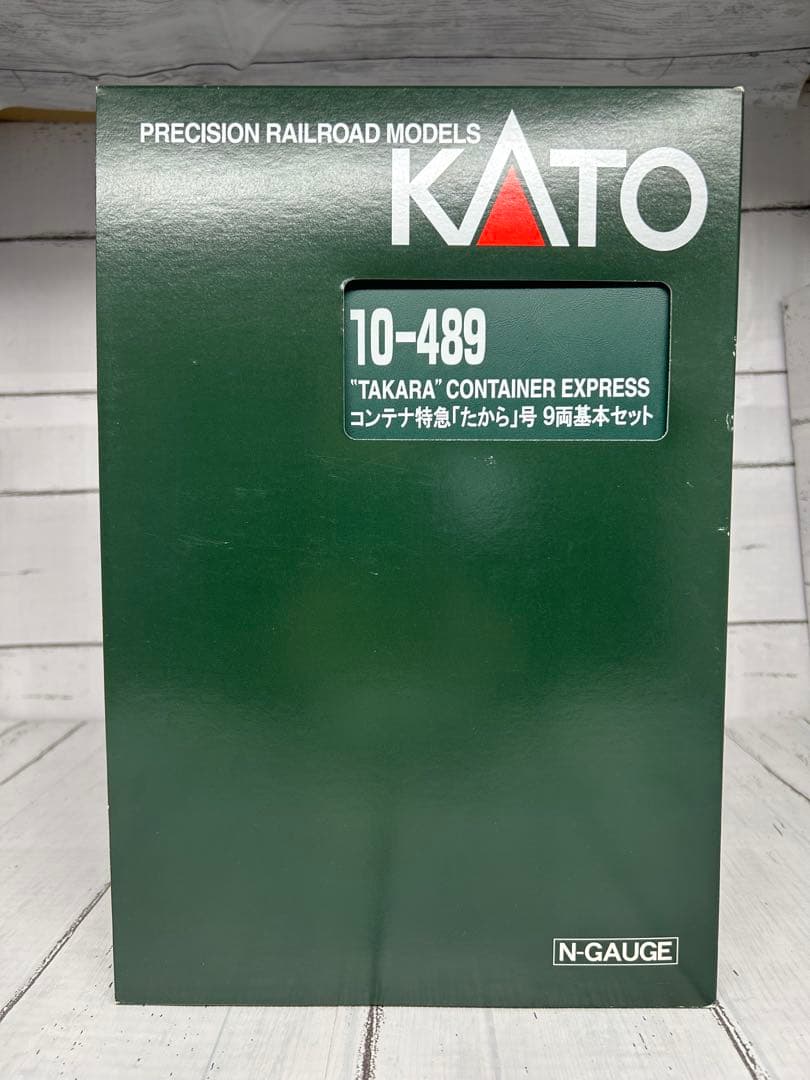 PRECISION RAILROAD MODELS
KATO
10-489
"TAKARA" CONTAINER EXPRESS
コンテナ特急「たから」号 9両基本セット
N-GAUGE